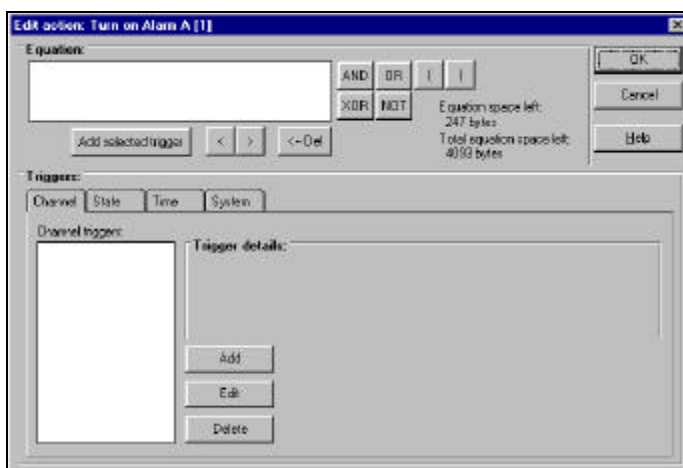 Edit action: Turn on Alarm A [1]
Equation:
AND OR ( )
XOR NOT
Equation space left:
247 bytes
Total equation space left:
4093 bytes
Add selected trigger < > <--Del
OK
Cancel
Help
Triggers:
Channel State Time System
Channel triggers:
Trigger details:
Add
Edit
Delete